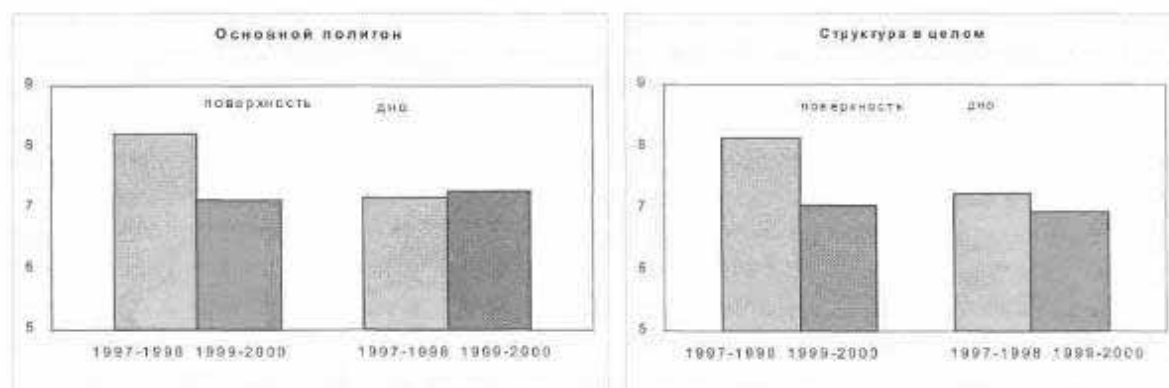 Основной полигон
9
поверхность дно
8
7
6
5
1997-1998 1999-2000 1997-1998 1969-2000
Структура в целом
9
поверхность дно
8
7
6
5
1997-1998 1999-2000 1997-1998 1999-2000